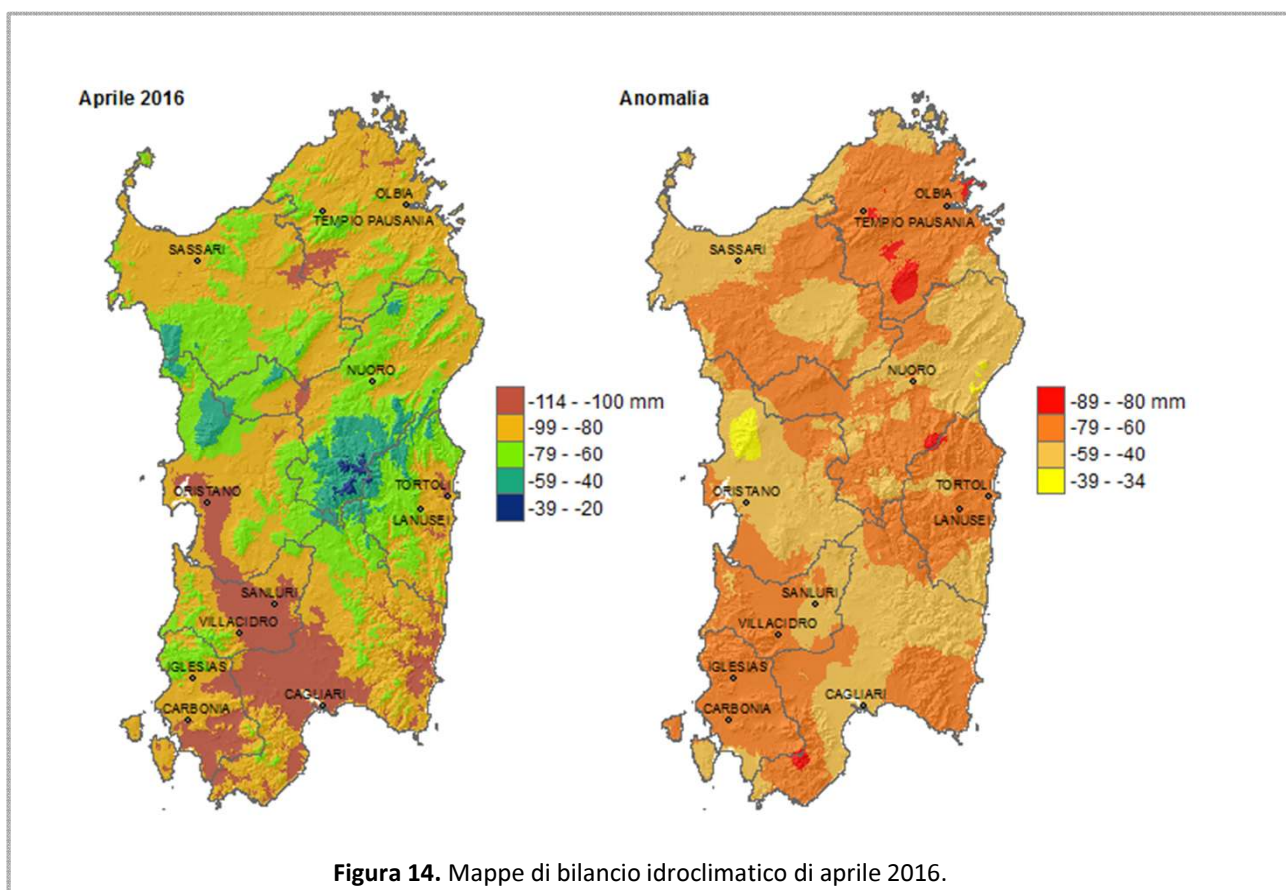 Aprile 2016
OLBIA
TEMPIO PAUSANIA
SASSARI
NUORO
ORISTANO
TORTOLI
LANUSEI
SANLURI
VILLACIDRO
IGLESIAS
CAGLIARI
CARBONIA
-114 - -100 mm
-99 - -80
-79 - -60
-59 - -40
-39 - -20
Anomalia
OLBIA
TEMPIO PAUSANIA
SASSARI
NUORO
ORISTANO
TORTOLI
LANUSEI
SANLURI
VILLACIDRO
IGLESIAS
CAGLIARI
CARBONIA
-89 - -80 mm
-79 - -60
-59 - -40
-39 - -34
Figura 14. Mappe di bilancio idroclimatico di aprile 2016.